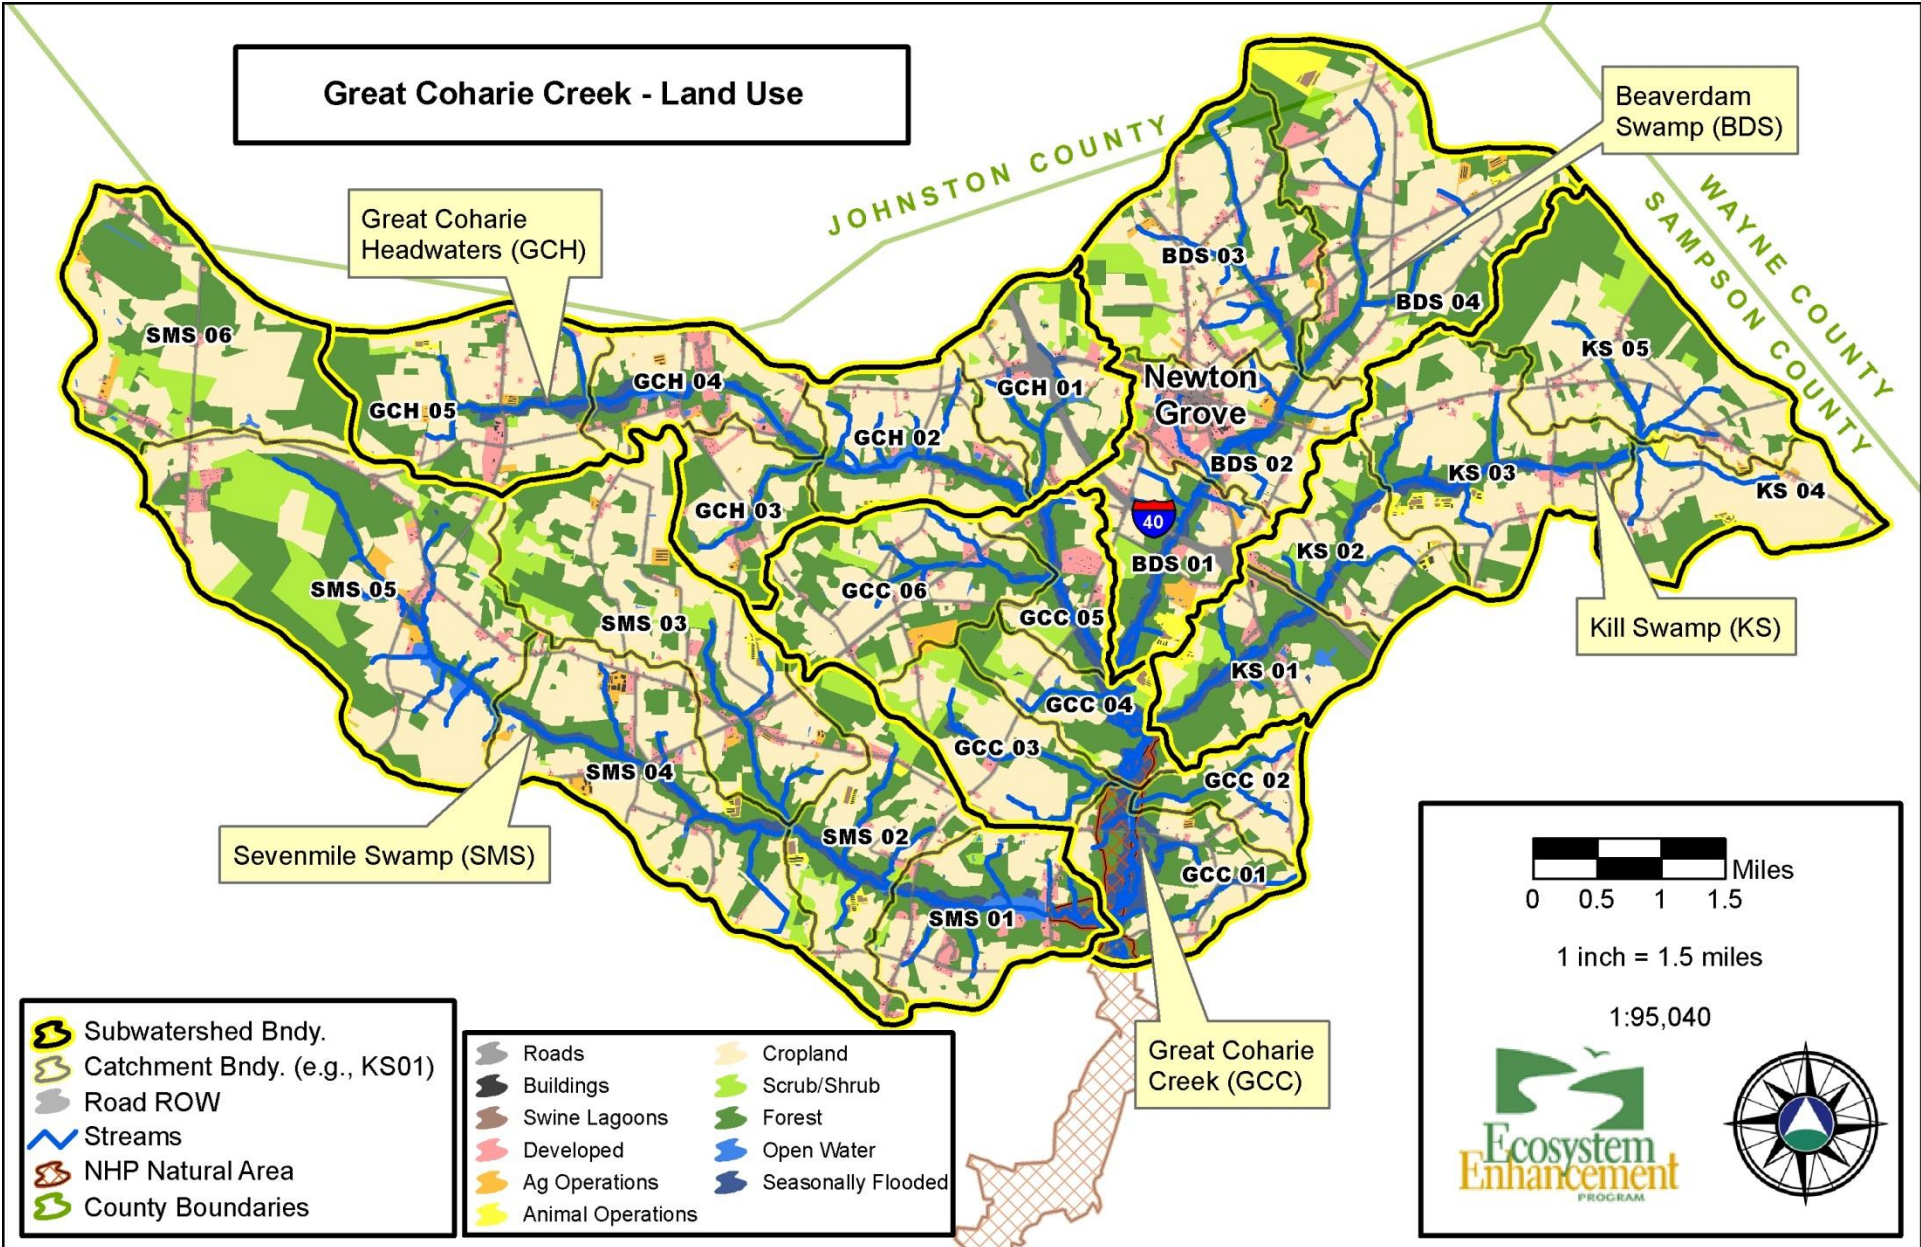 Great Coharie Creek - Land Use
Beaverdam
Swamp (BDS)
JOHNSTON COUNTY
WAYNE COUNTY
SAMPSON COUNTY
Great Coharie
Headwaters (GCH)
BDS 03
BDS 04
SMS 06
KS 05
GCH 04
GCH 01
Newton
Grove
GCH 05
GCH 02
BDS 02
KS 03
KS 04
GCH 03
40
KS 02
BDS 01
SMS 05
GCC 06
GCC 05
SMS 03
Kill Swamp (KS)
KS 01
GCC 04
GCC 03
SMS 04
GCC 02
SMS 02
Sevenmile Swamp (SMS)
GCC 01
SMS 01
Great Coharie
Creek (GCC)
Miles
0 0.5 1 1.5
1 inch = 1.5 miles
1:95,040
Ecosystem
Enhancement
PROGRAM
Subwatershed Bndy.
Catchment Bndy. (e.g., KS01)
Road ROW
Streams
NHP Natural Area
County Boundaries
Roads
Buildings
Swine Lagoons
Developed
Ag Operations
Animal Operations
Cropland
Scrub/Shrub
Forest
Open Water
Seasonally Flooded